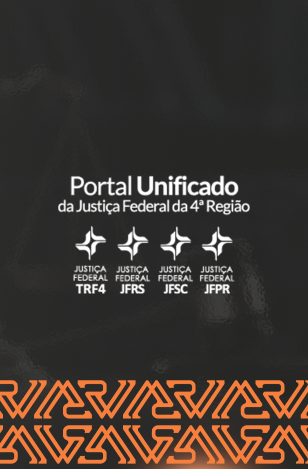 Portal Unificado
da Justiça Federal da 4ª Região
JUSTIÇA JUSTIÇA JUSTIÇA JUSTIÇA
FEDERAL FEDERAL FEDERAL FEDERAL
TRF4 JFRS JFSC JFPR